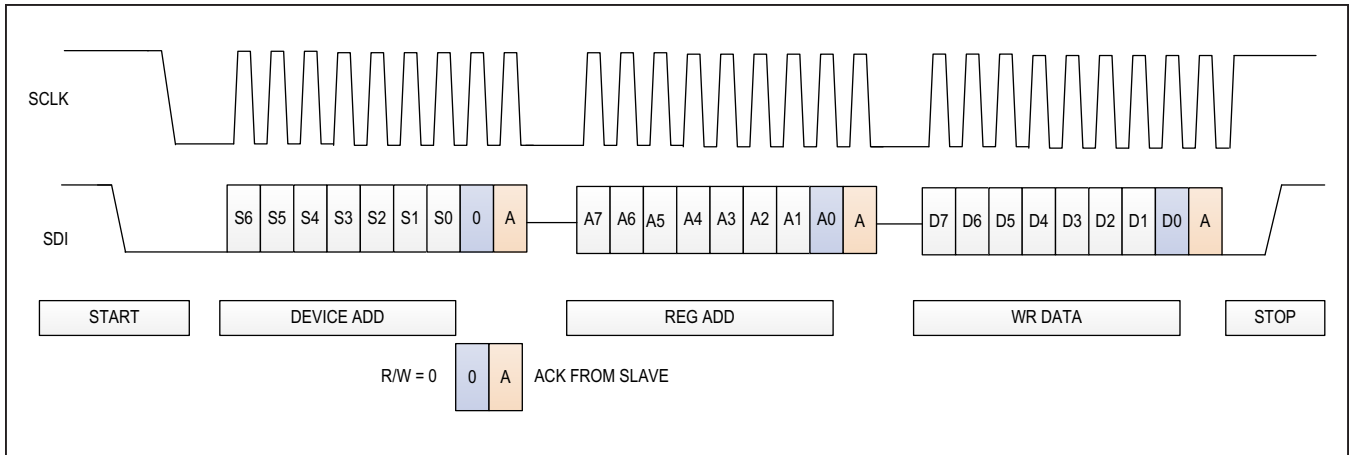 SCLK
SDI
S6 S5 S4 S3 S2 S1 S0 0 A A7 A6 A5 A4 A3 A2 A1 A0 A D7 D6 D5 D4 D3 D2 D1 D0 A
START DEVICE ADD REG ADD WR DATA STOP
R/W = 0 0 A ACK FROM SLAVE